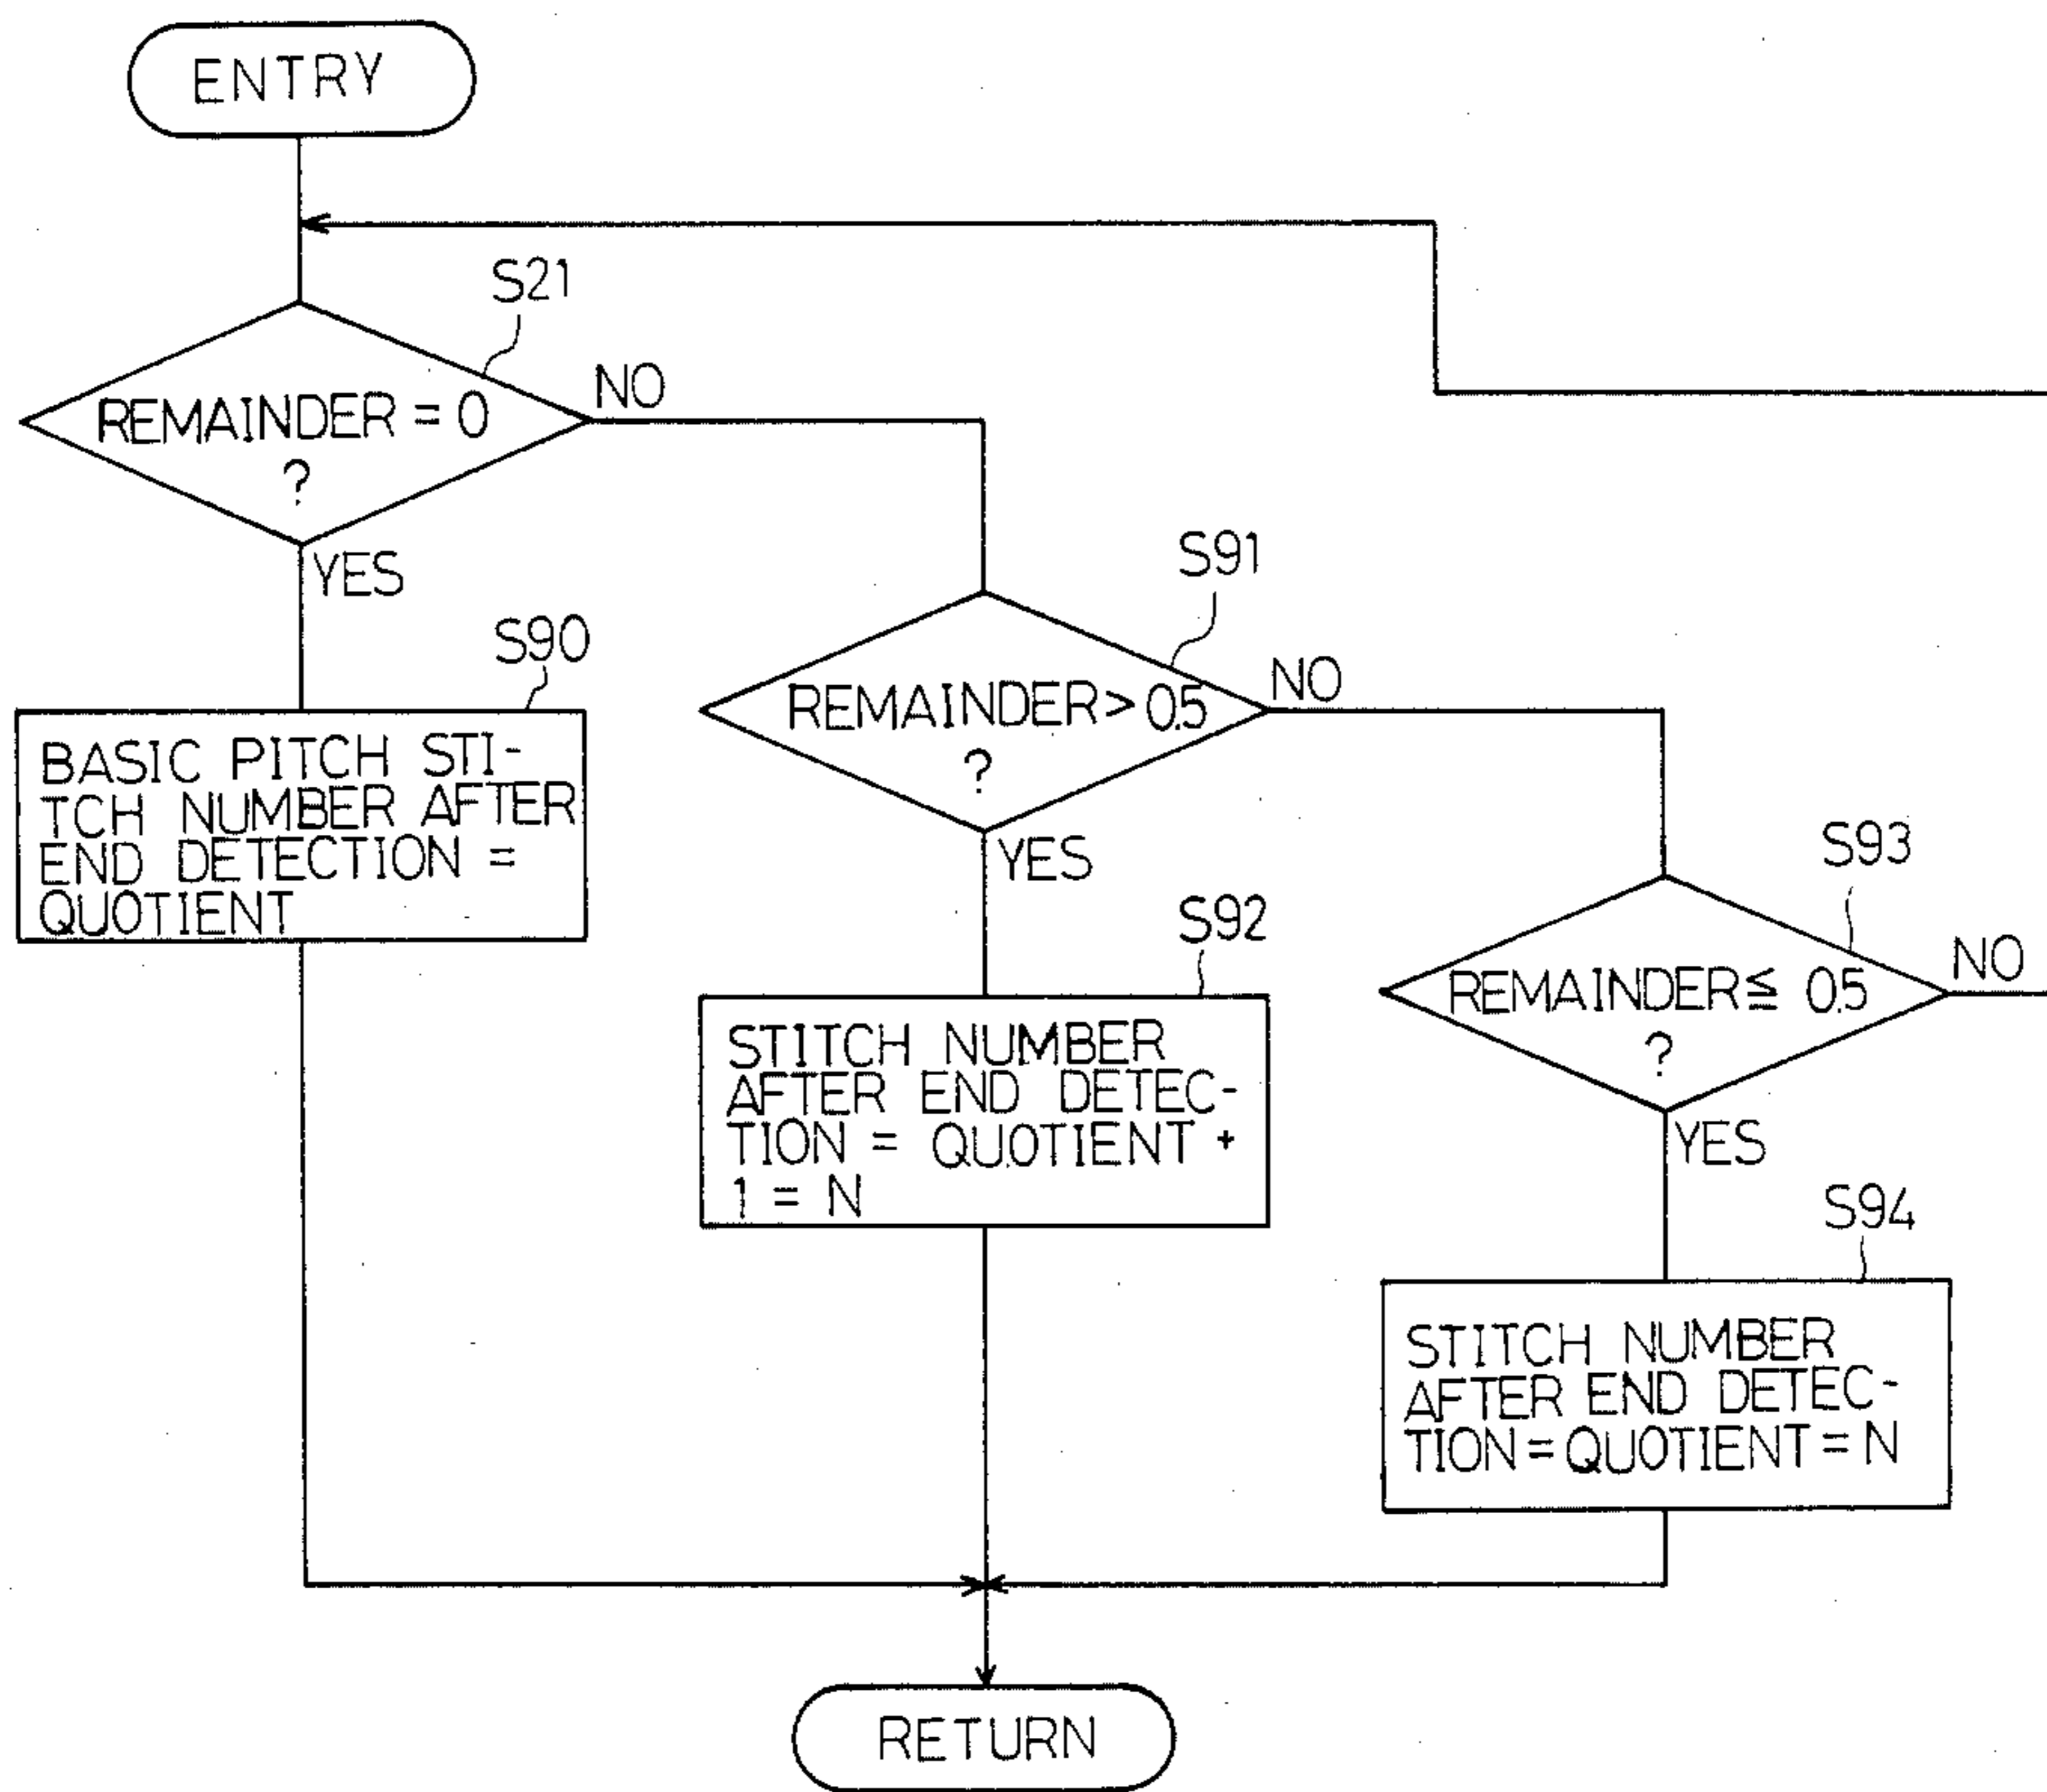 ENTRY
S21
REMAINDER = 0
?
NO
YES
S90
BASIC PITCH STI-
TCH NUMBER AFTER
END DETECTION =
QUOTIENT
S91
REMAINDER > 0.5
?
NO
YES
S92
STITCH NUMBER
AFTER END DETEC-
TION = QUOTIENT +
1 = N
S93
REMAINDER ≦ 0.5
?
NO
YES
S94
STITCH NUMBER
AFTER END DETEC-
TION = QUOTIENT = N
RETURN